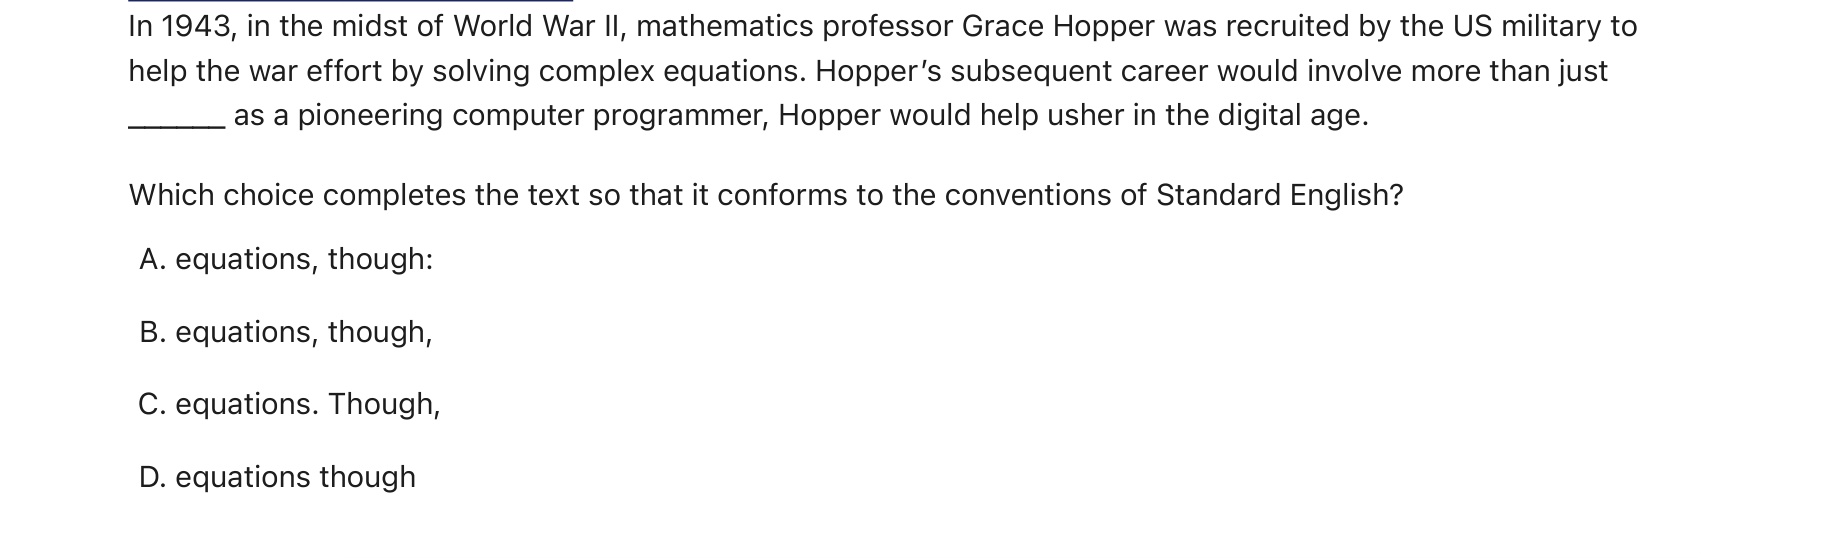 In 1943, in the midst of World War II, mathematics professor Grace Hopper was recruited by the US military to
help the war effort by solving complex equations. Hopper’s subsequent career would involve more than just
______ as a pioneering computer programmer, Hopper would help usher in the digital age.
Which choice completes the text so that it conforms to the conventions of Standard English?
A. equations, though:
B. equations, though,
C. equations. Though,
D. equations though